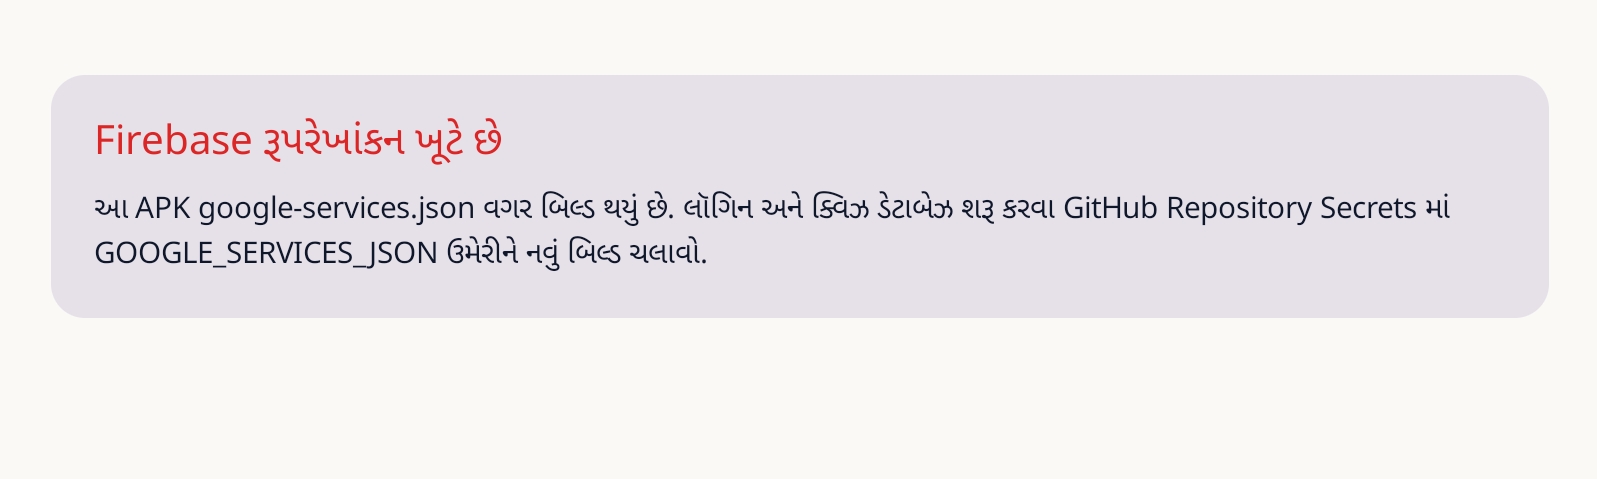 Firebase રૂપરેખાંકન ખૂટે છે
આ APK google-services.json વગર બિલ્ડ થયું છે. લૉગિન અને ક્વિઝ ડેટાબેઝ શરૂ કરવા GitHub Repository Secrets માં
GOOGLE_SERVICES_JSON ઉમેરીને નવું બિલ્ડ ચલાવો.